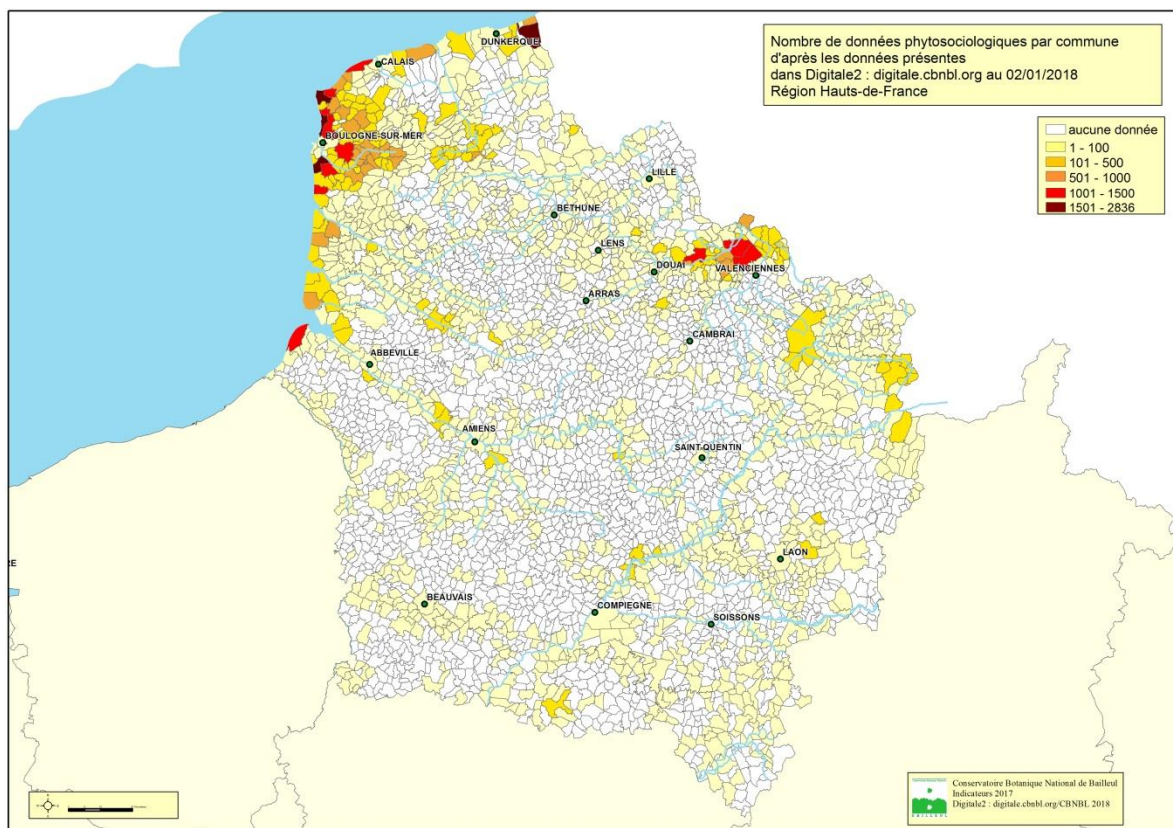 Nombre de données phytosociologiques par commune
d'après les données présentes
dans Digitale2 : digitale.cbnbl.org au 02/01/2018
Région Hauts-de-France
aucune donnée
1 - 100
101 - 500
501 - 1000
1001 - 1500
1501 - 2836
DUNKERQUE
CALAIS
BOULOGNE-SUR-MER
LILLE
BETHUNE
LENS
DOUAI
VALENCIENNES
ARRAS
CAMBRAI
ABBEVILLE
AMIENS
SAINT-QUENTIN
LAON
RE
BEAUVAIS
COMPIEGNE
SOISSONS
Conservatoire Botanique National de Bailleul
Indicateurs 2017
Digitale2 : digitale.cbnbl.org/CBNBL 2018
BAILLEUL